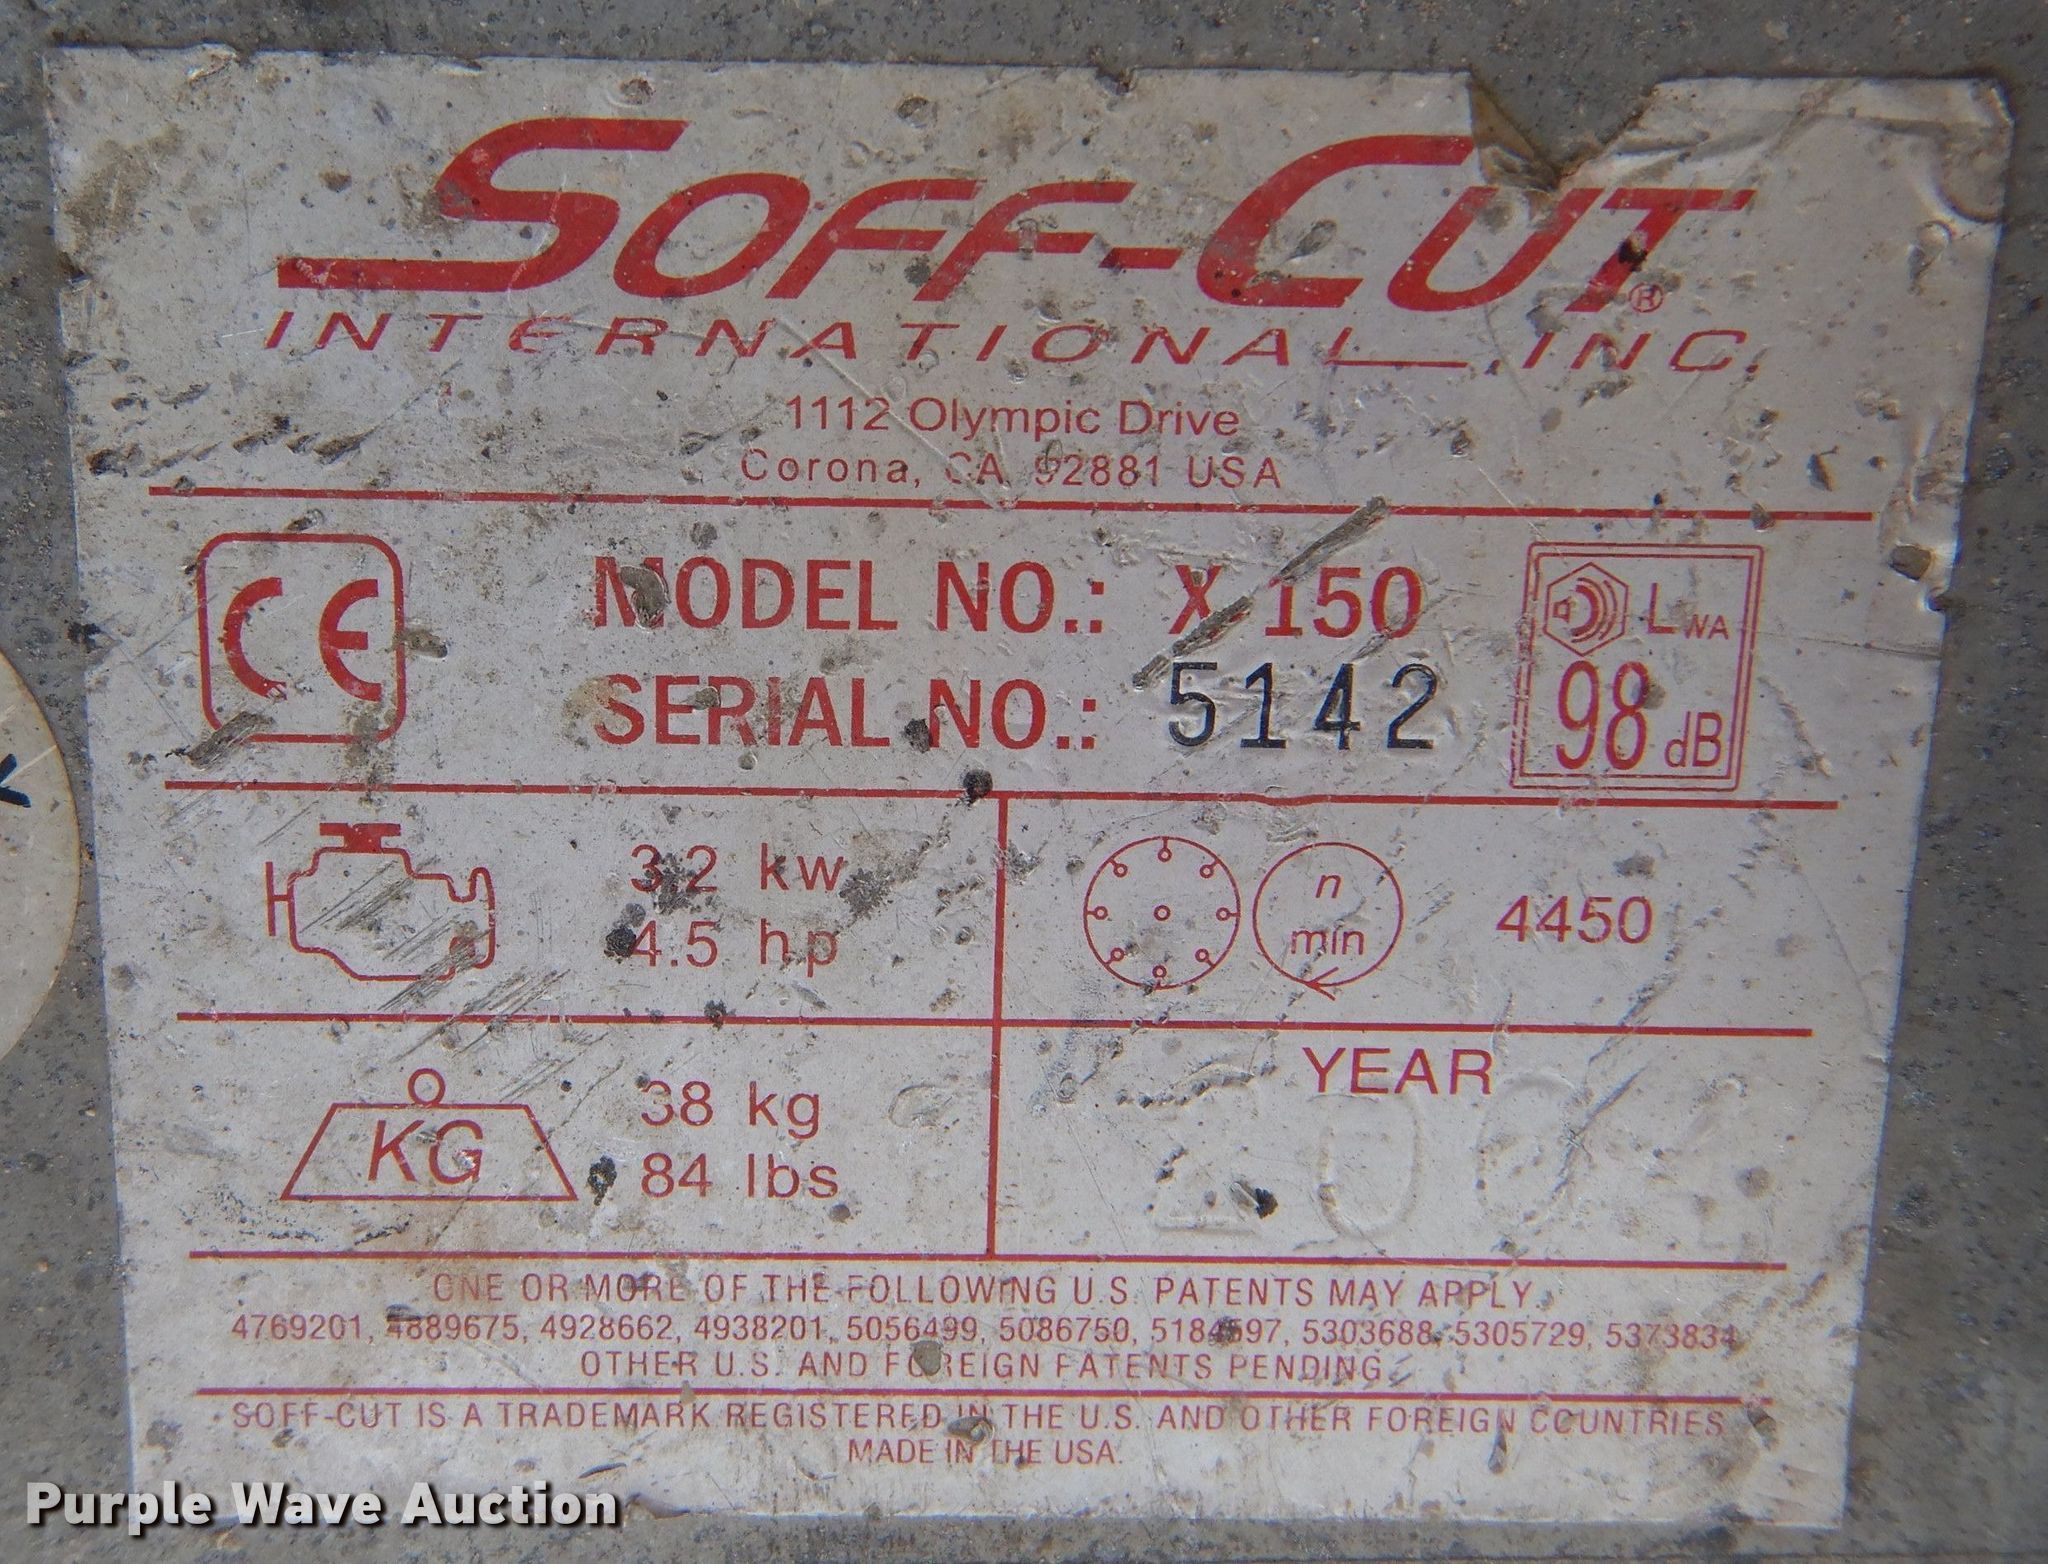 SOFF-CUT®
INTERNATIONAL, INC.
1112 Olympic Drive
Corona, CA 92881 USA
CE
MODEL NO.: X-150
SERIAL NO.: 5142
LWA
98 dB
3.2 kw
4.5 hp
n
min
4450
KG
38 kg
84 lbs
YEAR
ONE OR MORE OF THE FOLLOWING U.S. PATENTS MAY APPLY.
4769201, 4889675, 4928662, 4938201, 5056499, 5086750, 5184597, 5303688, 5305729, 5373834
OTHER U.S. AND FOREIGN PATENTS PENDING.
SOFF-CUT IS A TRADEMARK REGISTERED IN THE U.S. AND OTHER FOREIGN COUNTRIES
MADE IN THE USA.
Purple Wave Auction